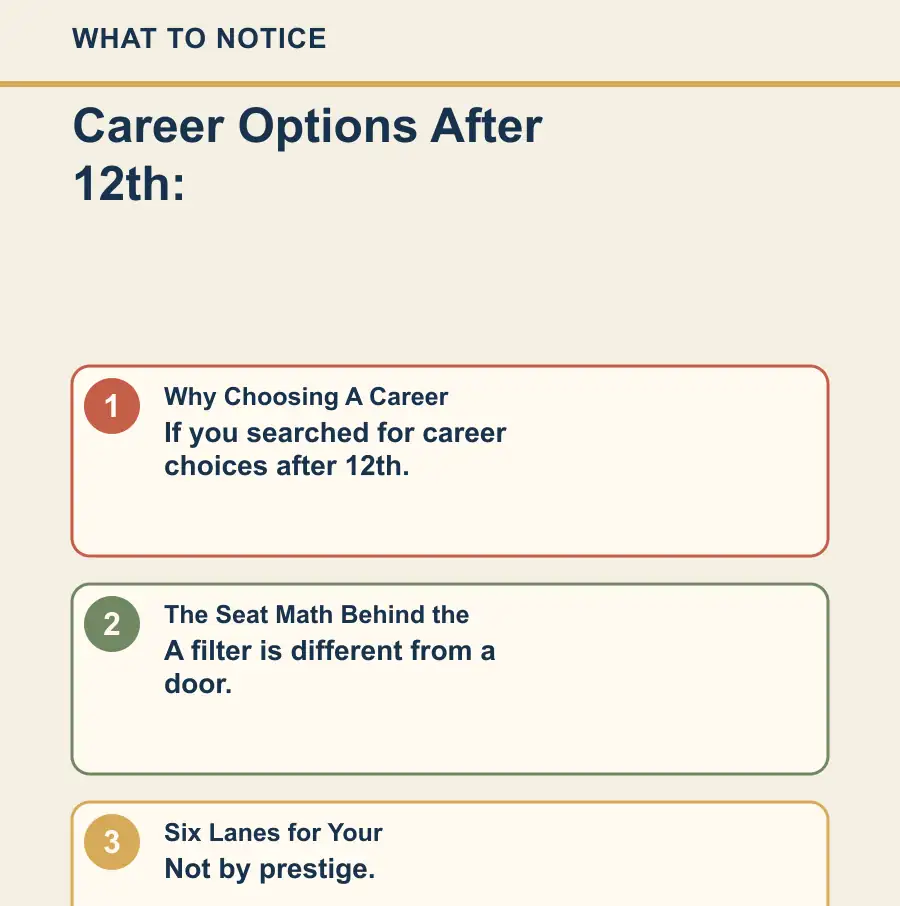 WHAT TO NOTICE
Career Options After
12th:
1
Why Choosing A Career
If you searched for career
choices after 12th.
2
The Seat Math Behind the
A filter is different from a
door.
3
Six Lanes for Your
Not by prestige.